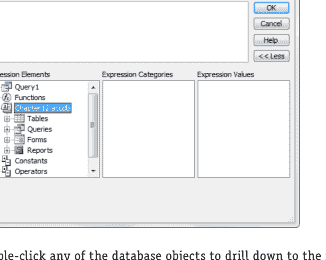 OK
Cancel
Help
<< Less
ession Elements Expression Categories Expression Values
Query1
Functions
Tables
Queries
Forms
Reports
Constants
Operators
ble-click any of the database objects to drill down to the